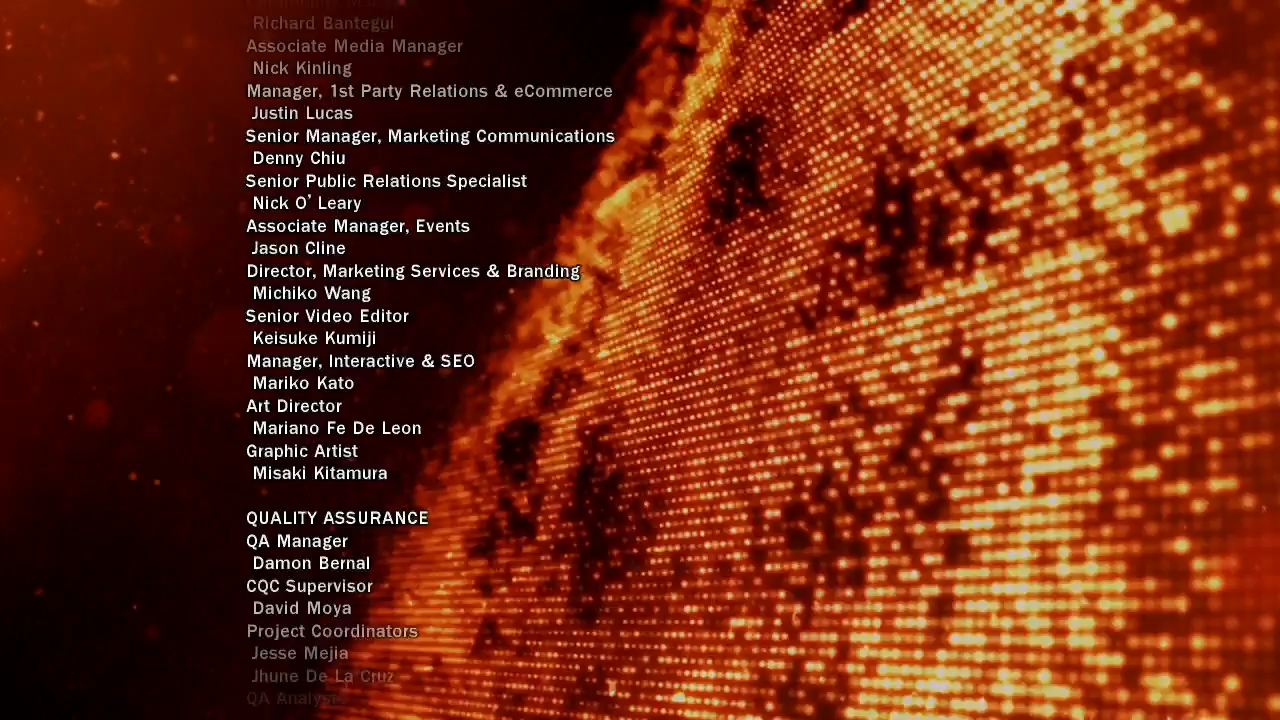 Richard Bantegui
Associate Media Manager
Nick Kinling
Manager, 1st Party Relations & eCommerce
Justin Lucas
Senior Manager, Marketing Communications
Denny Chiu
Senior Public Relations Specialist
Nick O' Leary
Associate Manager, Events
Jason Cline
Director, Marketing Services & Branding
Michiko Wang
Senior Video Editor
Keisuke Kumiji
Manager, Interactive & SEO
Mariko Kato
Art Director
Mariano Fe De Leon
Graphic Artist
Misaki Kitamura
QUALITY ASSURANCE
QA Manager
Damon Bernal
CQC Supervisor
David Moya
Project Coordinators
Jesse Mejia
Jhune De La Cruz
QA Analysts